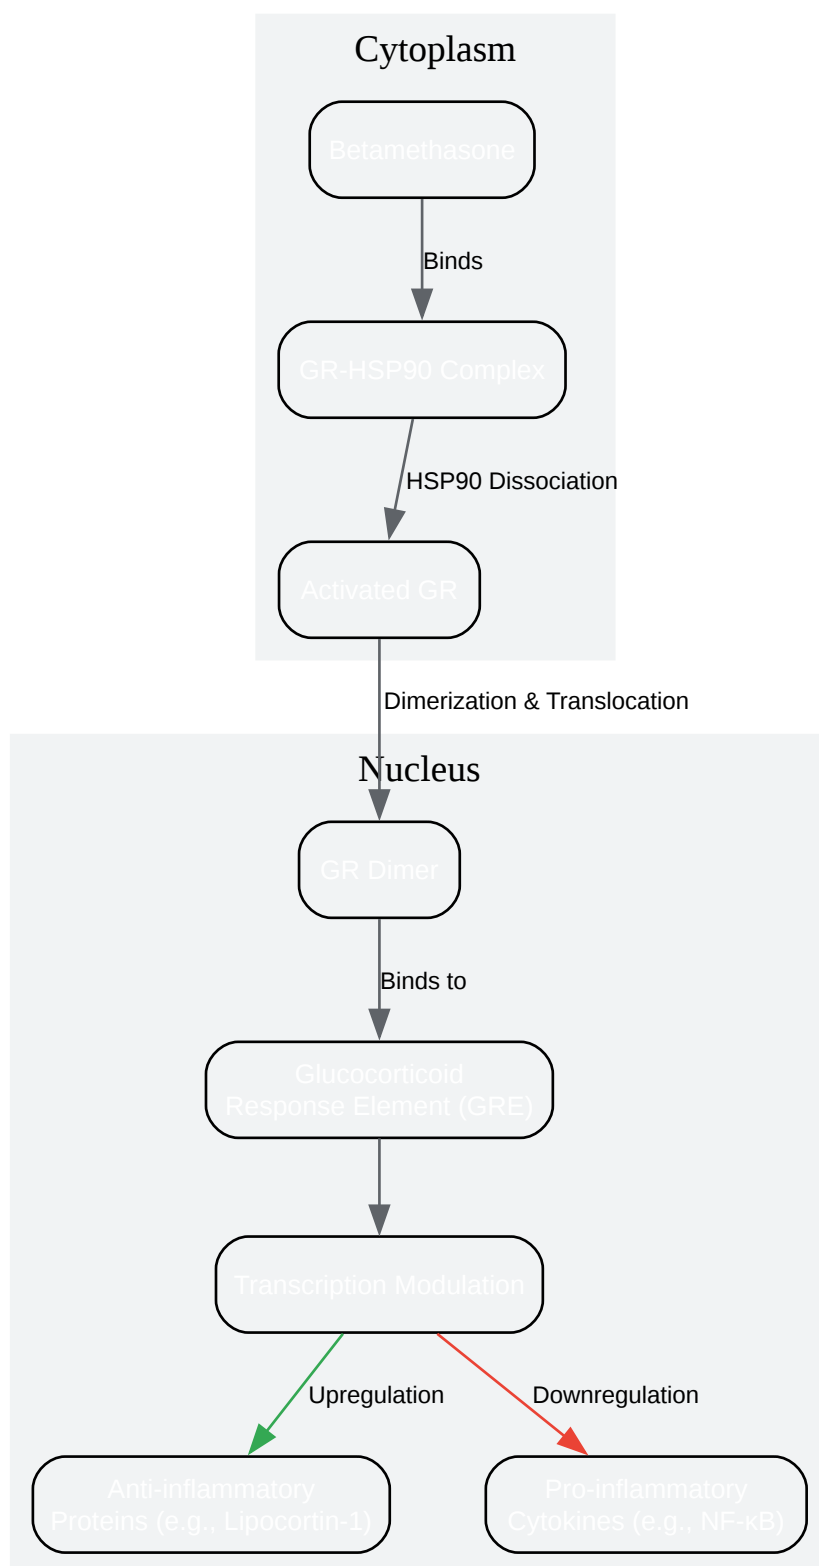 Cytoplasm
Betamethasone
Binds
GR-HSP90 Complex
HSP90 Dissociation
Activated GR
Dimerization & Translocation
Nucleus
GR Dimer
Binds to
Glucocorticoid
Response Element (GRE)
Transcription Modulation
Upregulation
Downregulation
Anti-inflammatory
Proteins (e.g., Lipocortin-1)
Pro-inflammatory
Cytokines (e.g., NF-κB)